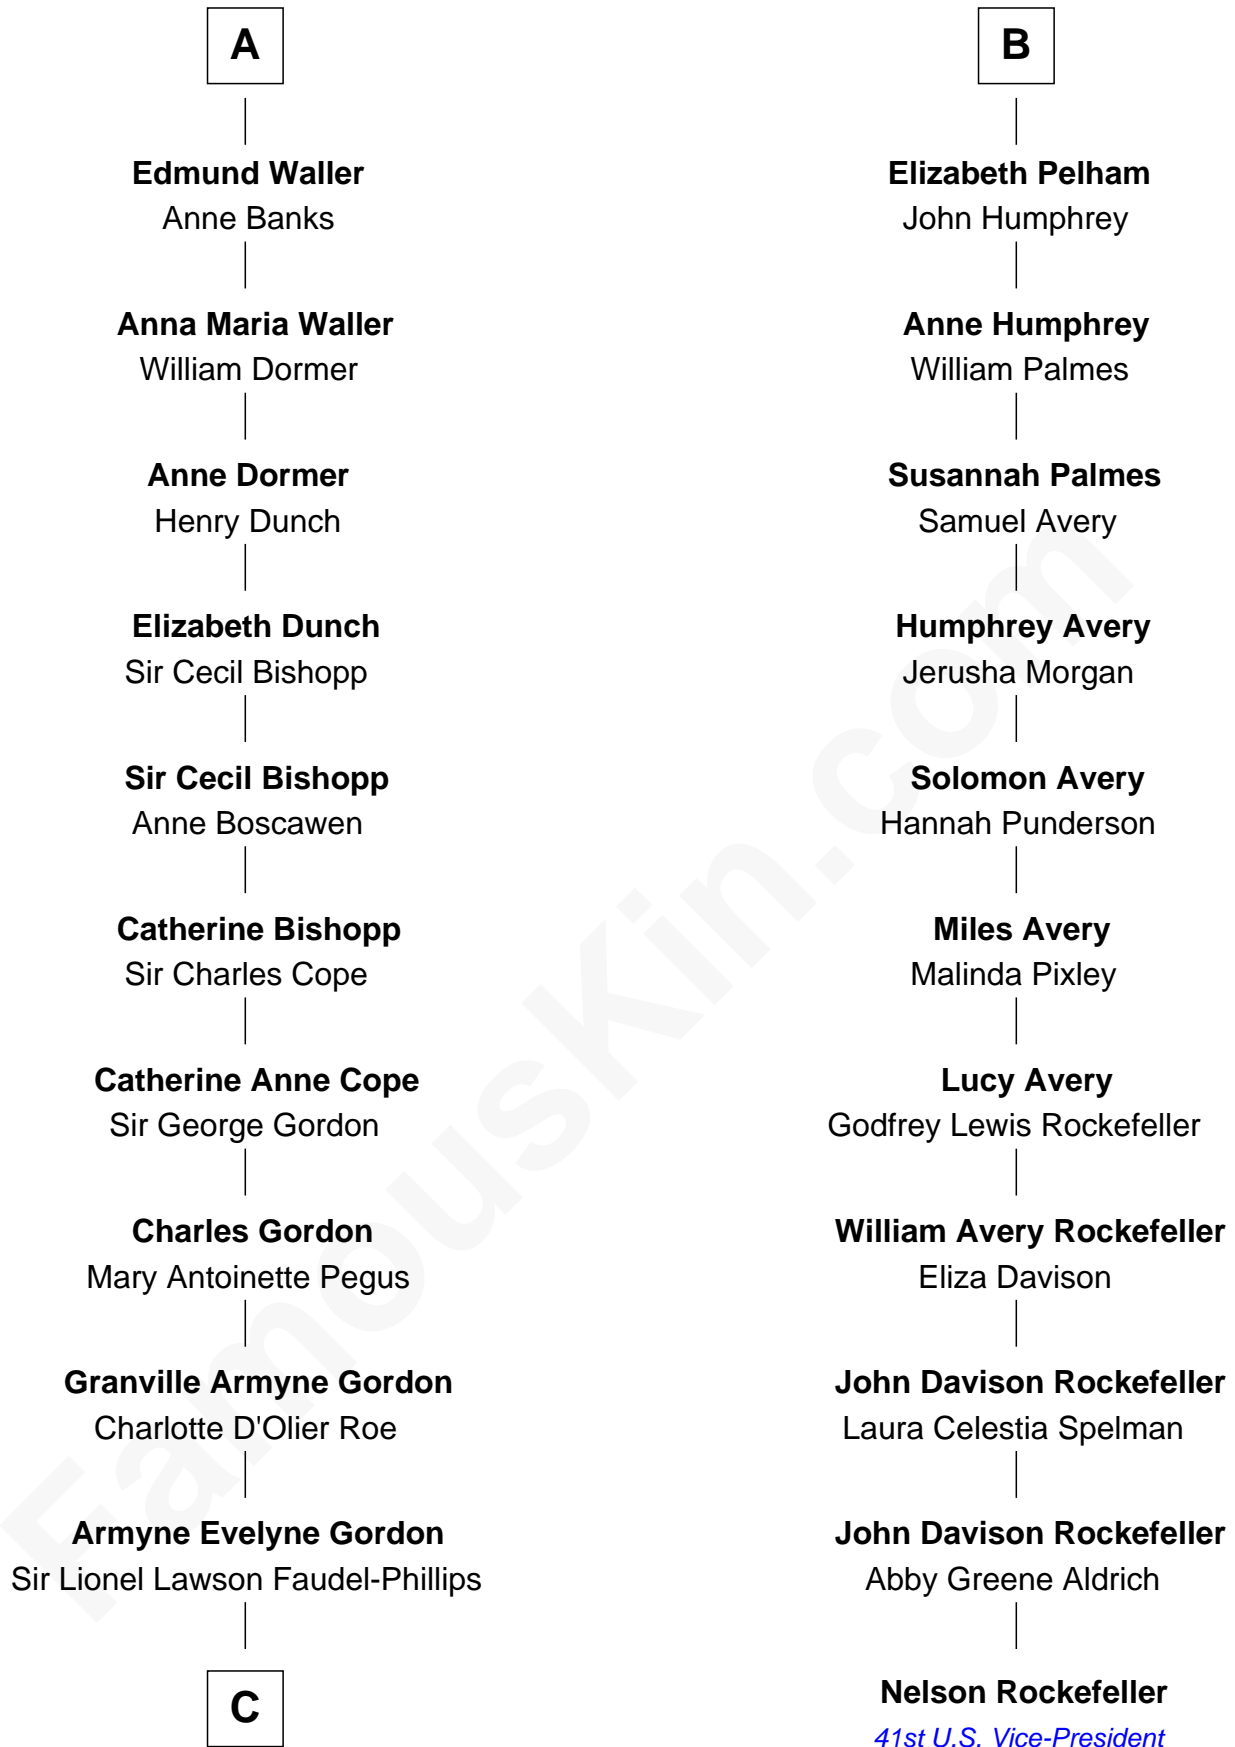 A
Edmund Waller
Anne Banks
Anna Maria Waller
William Dormer
Anne Dormer
Henry Dunch
Elizabeth Dunch
Sir Cecil Bishopp
Sir Cecil Bishopp
Anne Boscawen
Catherine Bishopp
Sir Charles Cope
Catherine Anne Cope
Sir George Gordon
Charles Gordon
Mary Antoinette Pegus
Granville Armyne Gordon
Charlotte D'Olier Roe
Armyne Evelyne Gordon
Sir Lionel Lawson Faudel-Phillips
C
B
Elizabeth Pelham
John Humphrey
Anne Humphrey
William Palmes
Susannah Palmes
Samuel Avery
Humphrey Avery
Jerusha Morgan
Solomon Avery
Hannah Punderson
Miles Avery
Malinda Pixley
Lucy Avery
Godfrey Lewis Rockefeller
William Avery Rockefeller
Eliza Davison
John Davison Rockefeller
Laura Celestia Spelman
John Davison Rockefeller
Abby Greene Aldrich
Nelson Rockefeller
41st U.S. Vice-President
FamousKin.com